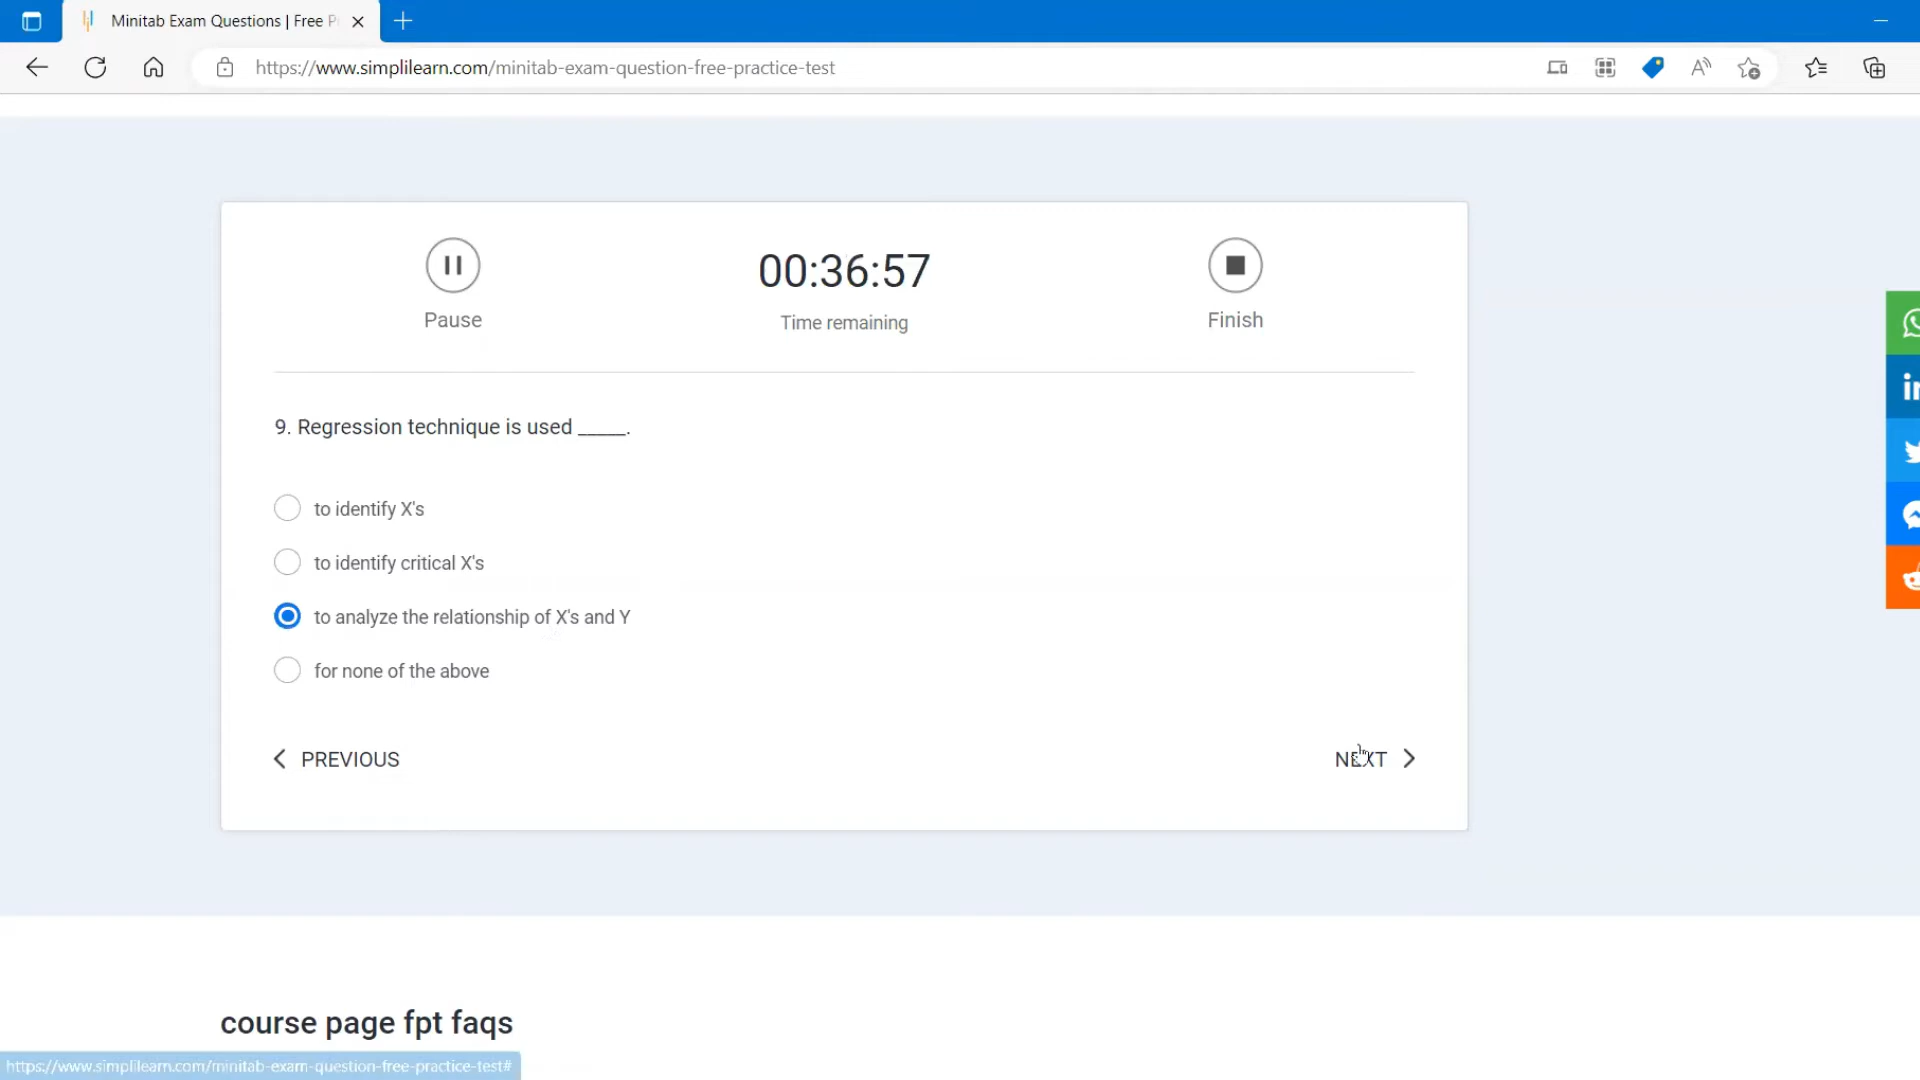 Minitab Exam Questions | Free P
https://www.simplilearn.com/minitab-exam-question-free-practice-test
00:36:57
Pause
Time remaining
Finish
9. Regression technique is used _____.
to identify X's
to identify critical X's
to analyze the relationship of X's and Y
for none of the above
PREVIOUS
NEXT
course page fpt faqs
https://www.simplilearn.com/minitab-exam-question-free-practice-test#